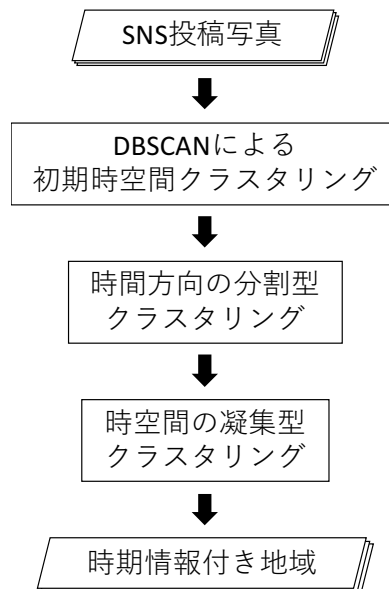 SNS投稿写真
DBSCANによる
初期時空間クラスタリング
時間方向の分割型
クラスタリング
時空間の凝集型
クラスタリング
時期情報付き地域